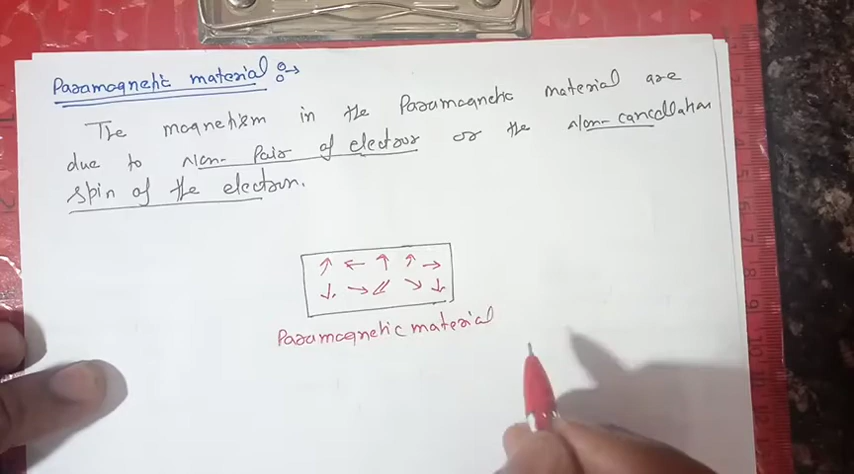 Paramagnetic material :→
The magnetism in the Paramagnetic material are
due to Non-Pair of electron or the Non-cancellation
spin of the electron.
Paramagnetic material